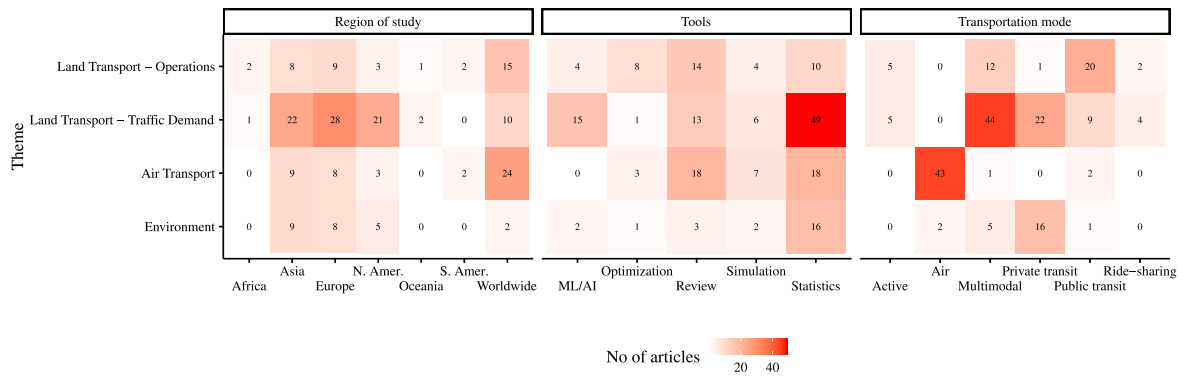 Region of study Tools Transportation mode
Land Transport − Operations 2 8 9 3 1 2 15 4 8 14 4 10 5 0 12 1 20 2
Land Transport − Traffic Demand 1 22 28 21 2 0 10 15 1 13 6 49 5 0 44 22 9 4
Theme
Air Transport 0 9 8 3 0 2 24 0 3 18 7 18 0 43 1 0 2 0
Environment 0 9 8 5 0 0 2 2 1 3 2 16 0 2 5 16 1 0
Asia N. Amer. S. Amer. Optimization Simulation Air Private transit Ride−sharing
Africa Europe Oceania Worldwide ML/AI Review Statistics Active Multimodal Public transit
No of articles
20 40